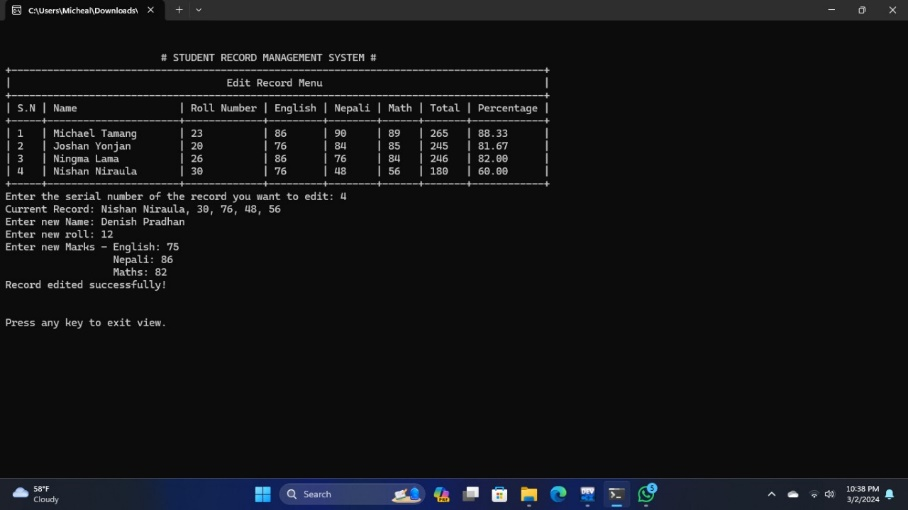 C:\Users\Micheal\Downloads\
# STUDENT RECORD MANAGEMENT SYSTEM #
+-----------------------------------------------------------------------------------------+
| Edit Record Menu |
+-----------------------------------------------------------------------------------------+
| S.N | Name | Roll Number | English | Nepali | Math | Total | Percentage |
+-----+----------------------+-------------+---------+--------+------+-------+------------+
| 1 | Michael Tamang | 23 | 86 | 90 | 89 | 265 | 88.33 |
| 2 | Joshan Yonjan | 20 | 76 | 84 | 85 | 245 | 81.67 |
| 3 | Ningma Lama | 26 | 86 | 76 | 84 | 246 | 82.00 |
| 4 | Nishan Niraula | 30 | 76 | 48 | 56 | 180 | 60.00 |
+-----+----------------------+-------------+---------+--------+------+-------+------------+
Enter the serial number of the record you want to edit: 4
Current Record: Nishan Niraula, 30, 76, 48, 56
Enter new Name: Denish Pradhan
Enter new roll: 12
Enter new Marks - English: 75
Nepali: 86
Maths: 82
Record edited successfully!
Press any key to exit view.
58°F
Cloudy
Search
PRE
DEV
5
10:38 PM
3/2/2024